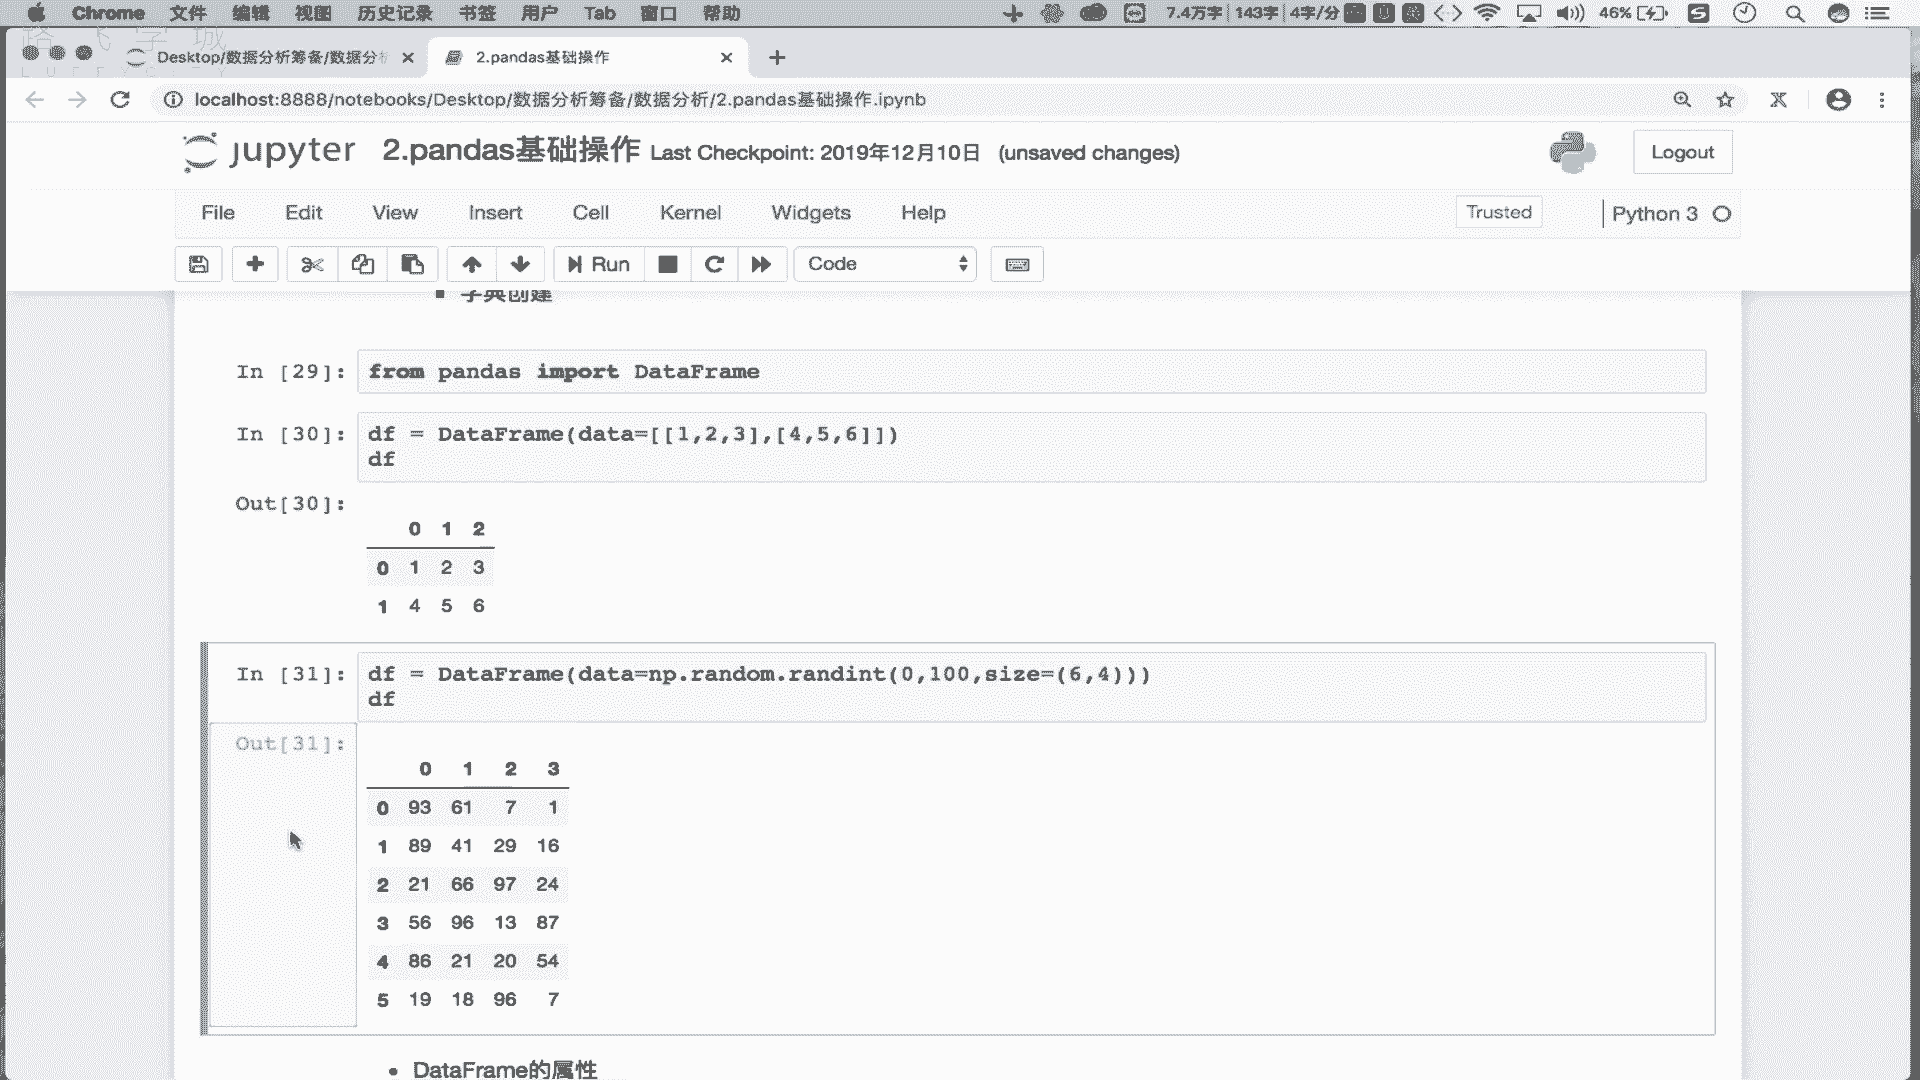 Chrome 文件 编辑 视图 历史记录 书签 用户 Tab 窗口 帮助 7.4万字 143字 4字/分 46%
Desktop/数据分析筹备/数据分析
2.pandas基础操作
localhost:8888/notebooks/Desktop/数据分析筹备/数据分析/2.pandas基础操作.ipynb
jupyter 2.pandas基础操作 Last Checkpoint: 2019年12月10日 (unsaved changes)
Logout
File Edit View Insert Cell Kernel Widgets Help Trusted Python 3
Run Code
字典创建
In [29]: from pandas import DataFrame
In [30]: df = DataFrame(data=[[1,2,3],[4,5,6]])
df
Out[30]:
0 1 2
0 1 2 3
1 4 5 6
In [31]: df = DataFrame(data=np.random.randint(0,100,size=(6,4)))
df
Out[31]:
0 1 2 3
0 93 61 7 1
1 89 41 29 16
2 21 66 97 24
3 56 96 13 87
4 86 21 20 54
5 19 18 96 7
DataFrame的属性